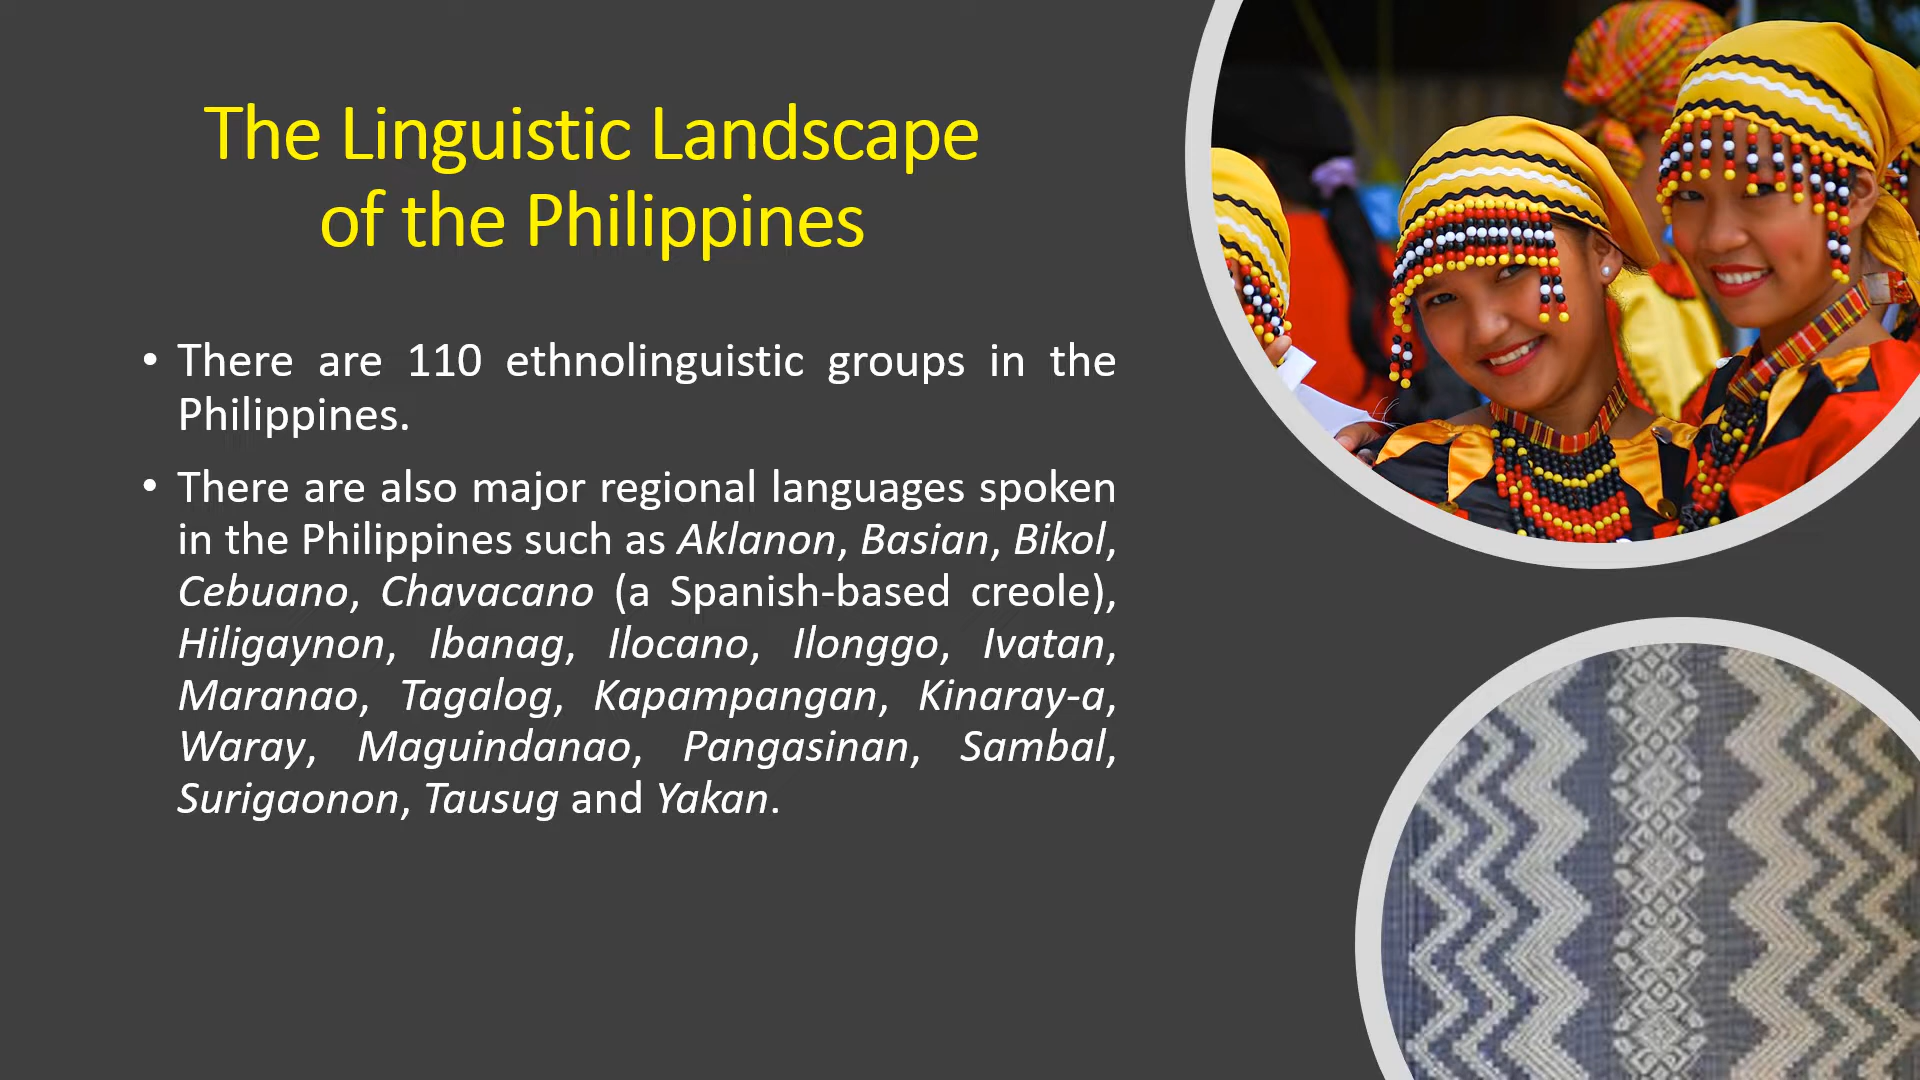 The Linguistic Landscape
of the Philippines
• There are 110 ethnolinguistic groups in the
Philippines.
• There are also major regional languages spoken
in the Philippines such as Aklanon, Basian, Bikol,
Cebuano, Chavacano (a Spanish-based creole),
Hiligaynon, Ibanag, Ilocano, Ilonggo, Ivatan,
Maranao, Tagalog, Kapampangan, Kinaray-a,
Waray, Maguindanao, Pangasinan, Sambal,
Surigaonon, Tausug and Yakan.